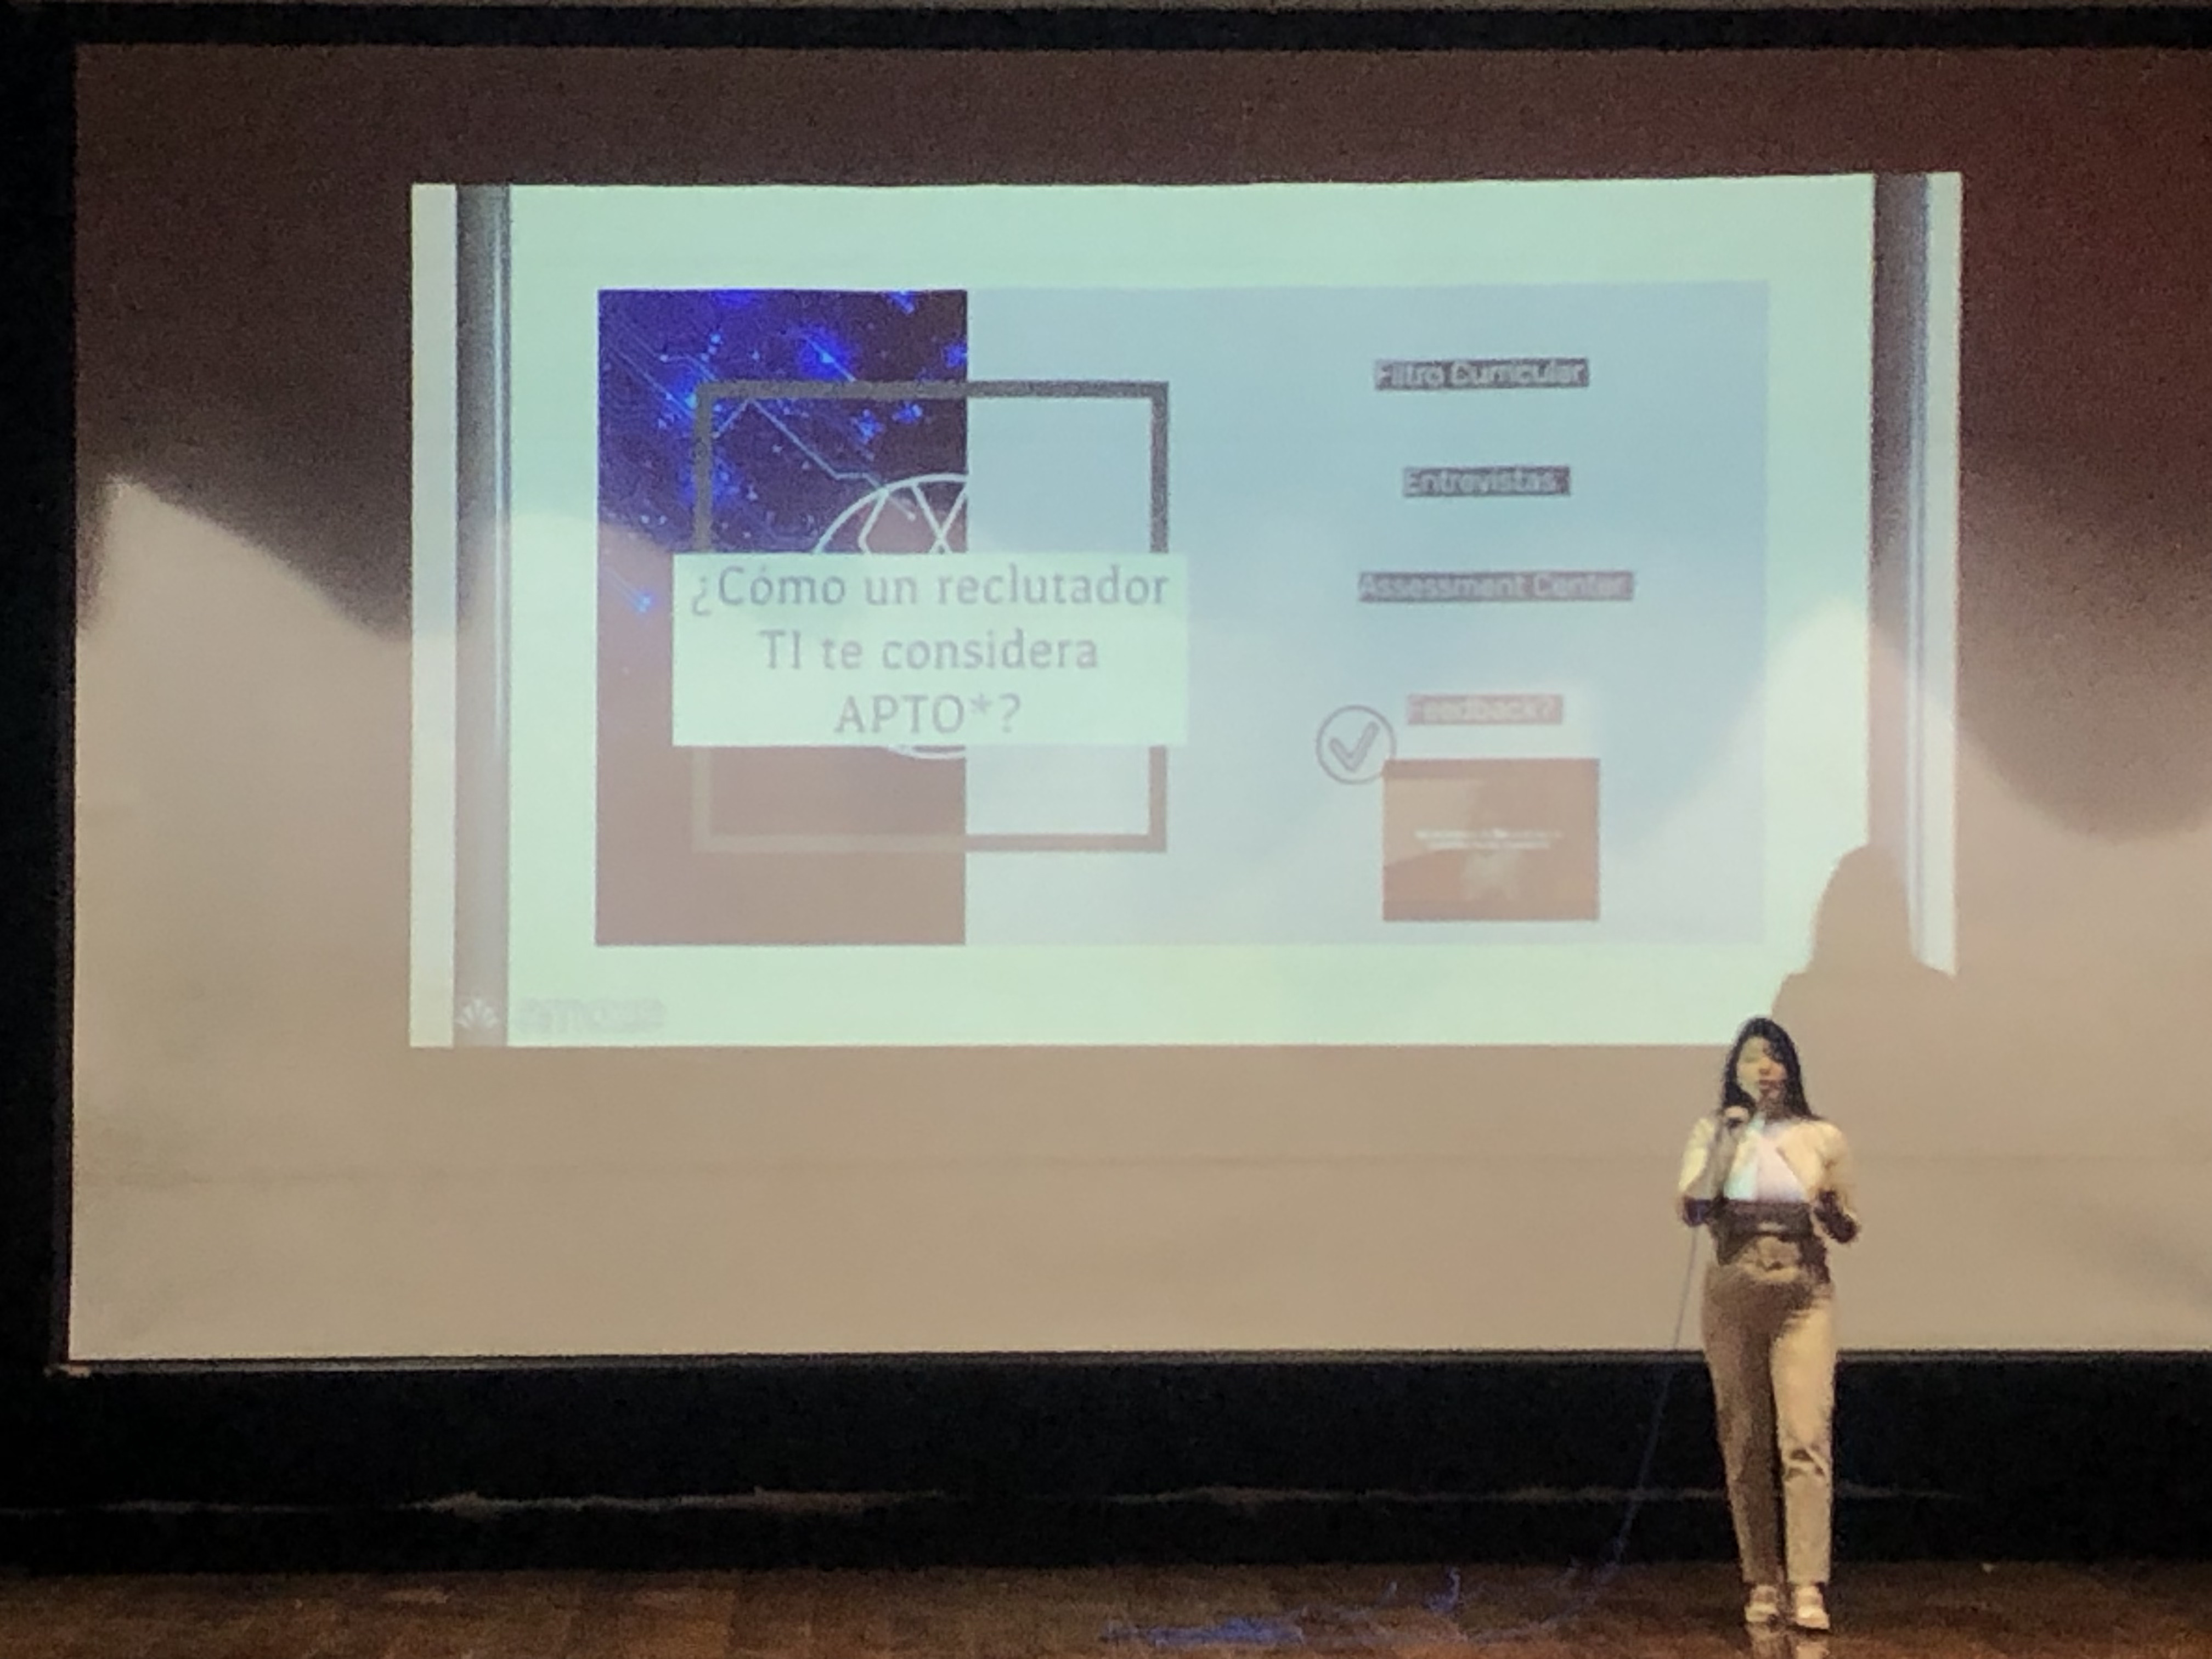 ¿Cómo un reclutador
TI te considera
APTO*?
Filtro Curricular
Entrevistas
Assessment Center
Feedback?